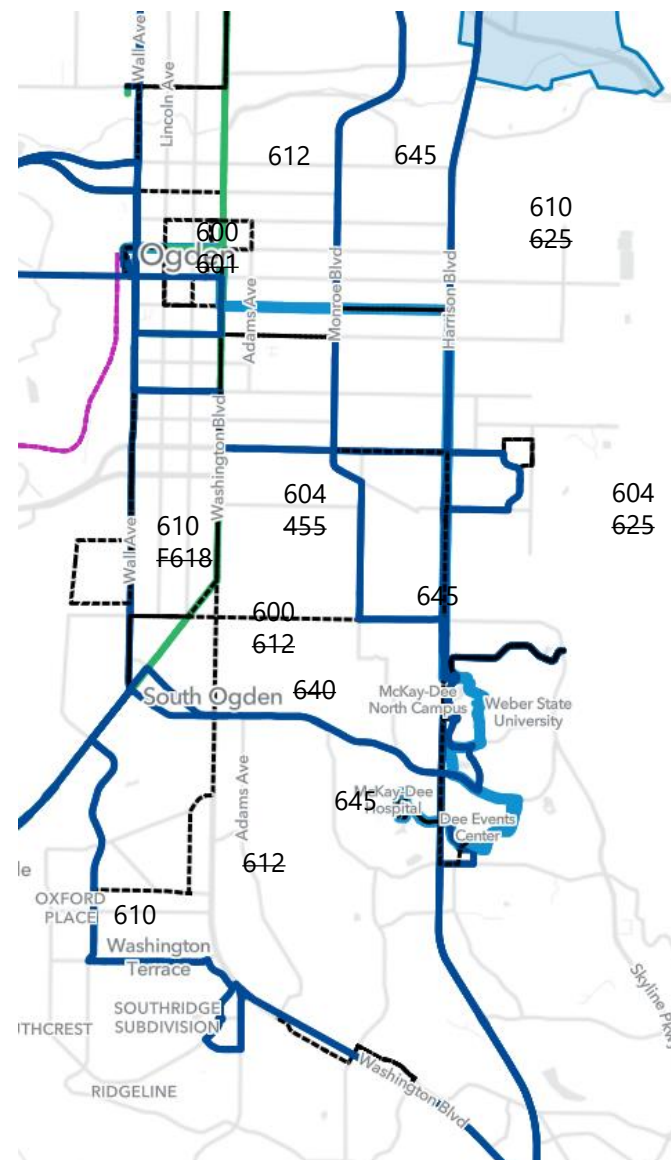 Wall Ave
Lincoln Ave
612
645
610
625
600
Ogden
601
Adams Ave
Monroe Blvd
Harrison Blvd
Washington Blvd
604
455
604
625
610
F618
Wall Ave
645
600
612
South Ogden
640
McKay-Dee
North Campus
Weber State
University
Adams Ave
645
McKay-Dee
Hospital
Dee Events
Center
612
le
OXFORD
PLACE
610
Washington
Terrace
SOUTHRIDGE
SUBDIVISION
UTHCREST
RIDGELINE
Skyline Pkwy
Washington Blvd